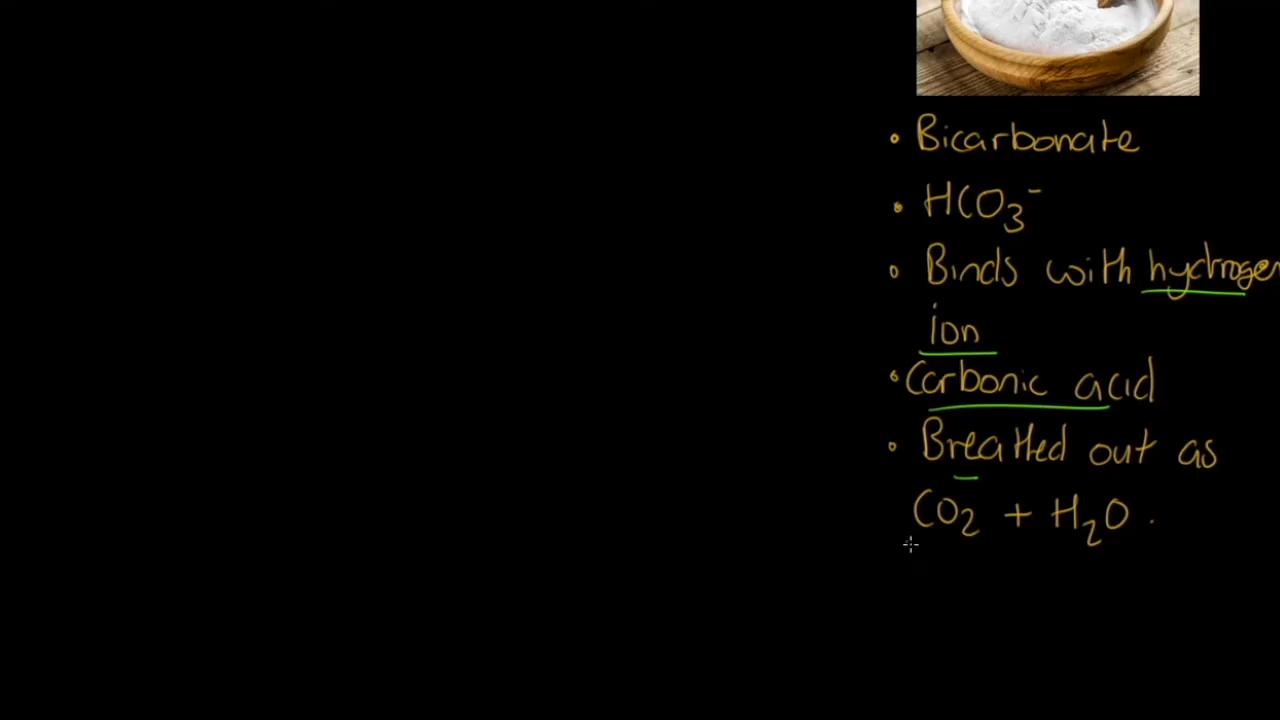 • Bicarbonate
• HCO₃⁻
• Binds with hydrogen
ion
• Carbonic acid
• Breathed out as
CO₂ + H₂O .